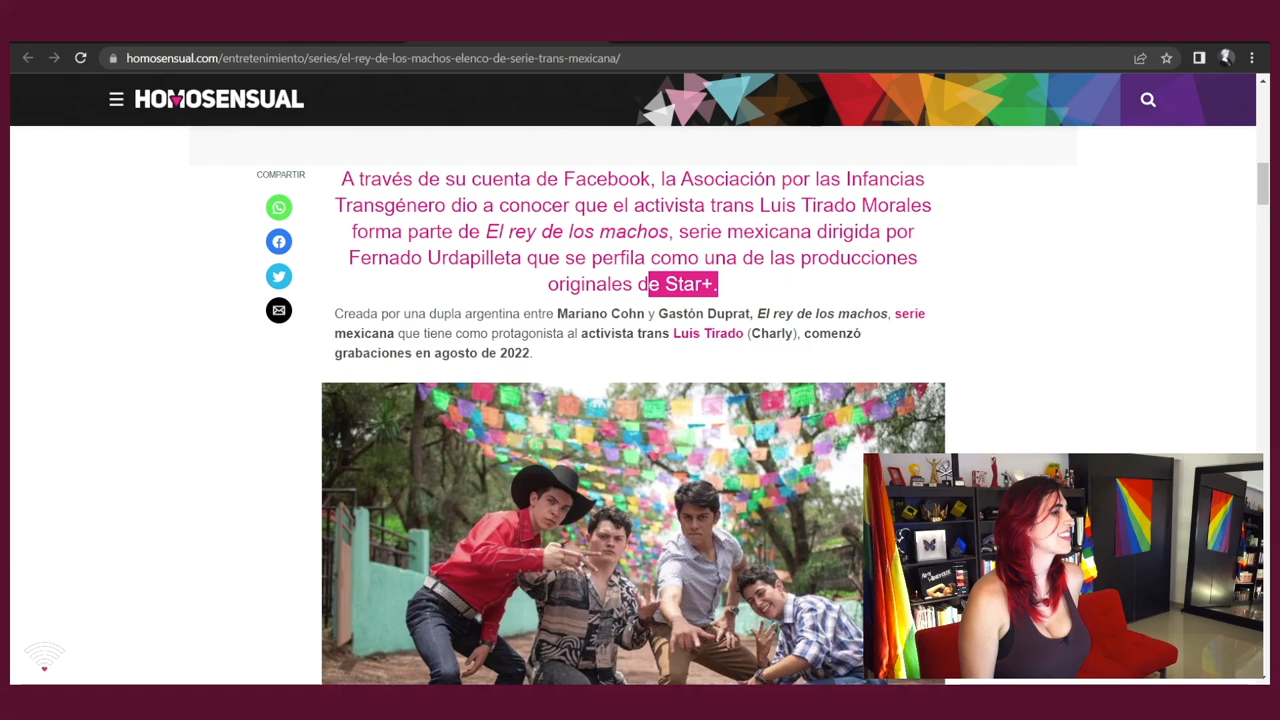 homosensual.com/entretenimiento/series/el-rey-de-los-machos-elenco-de-serie-trans-mexicana/
HOMOSENSUAL
COMPARTIR
A través de su cuenta de Facebook, la Asociación por las Infancias
Transgénero dio a conocer que el activista trans Luis Tirado Morales
forma parte de El rey de los machos, serie mexicana dirigida por
Fernado Urdapilleta que se perfila como una de las producciones
originales de Star+.
Creada por una dupla argentina entre Mariano Cohn y Gastón Duprat, El rey de los machos, serie
mexicana que tiene como protagonista al activista trans Luis Tirado (Charly), comenzó
grabaciones en agosto de 2022.